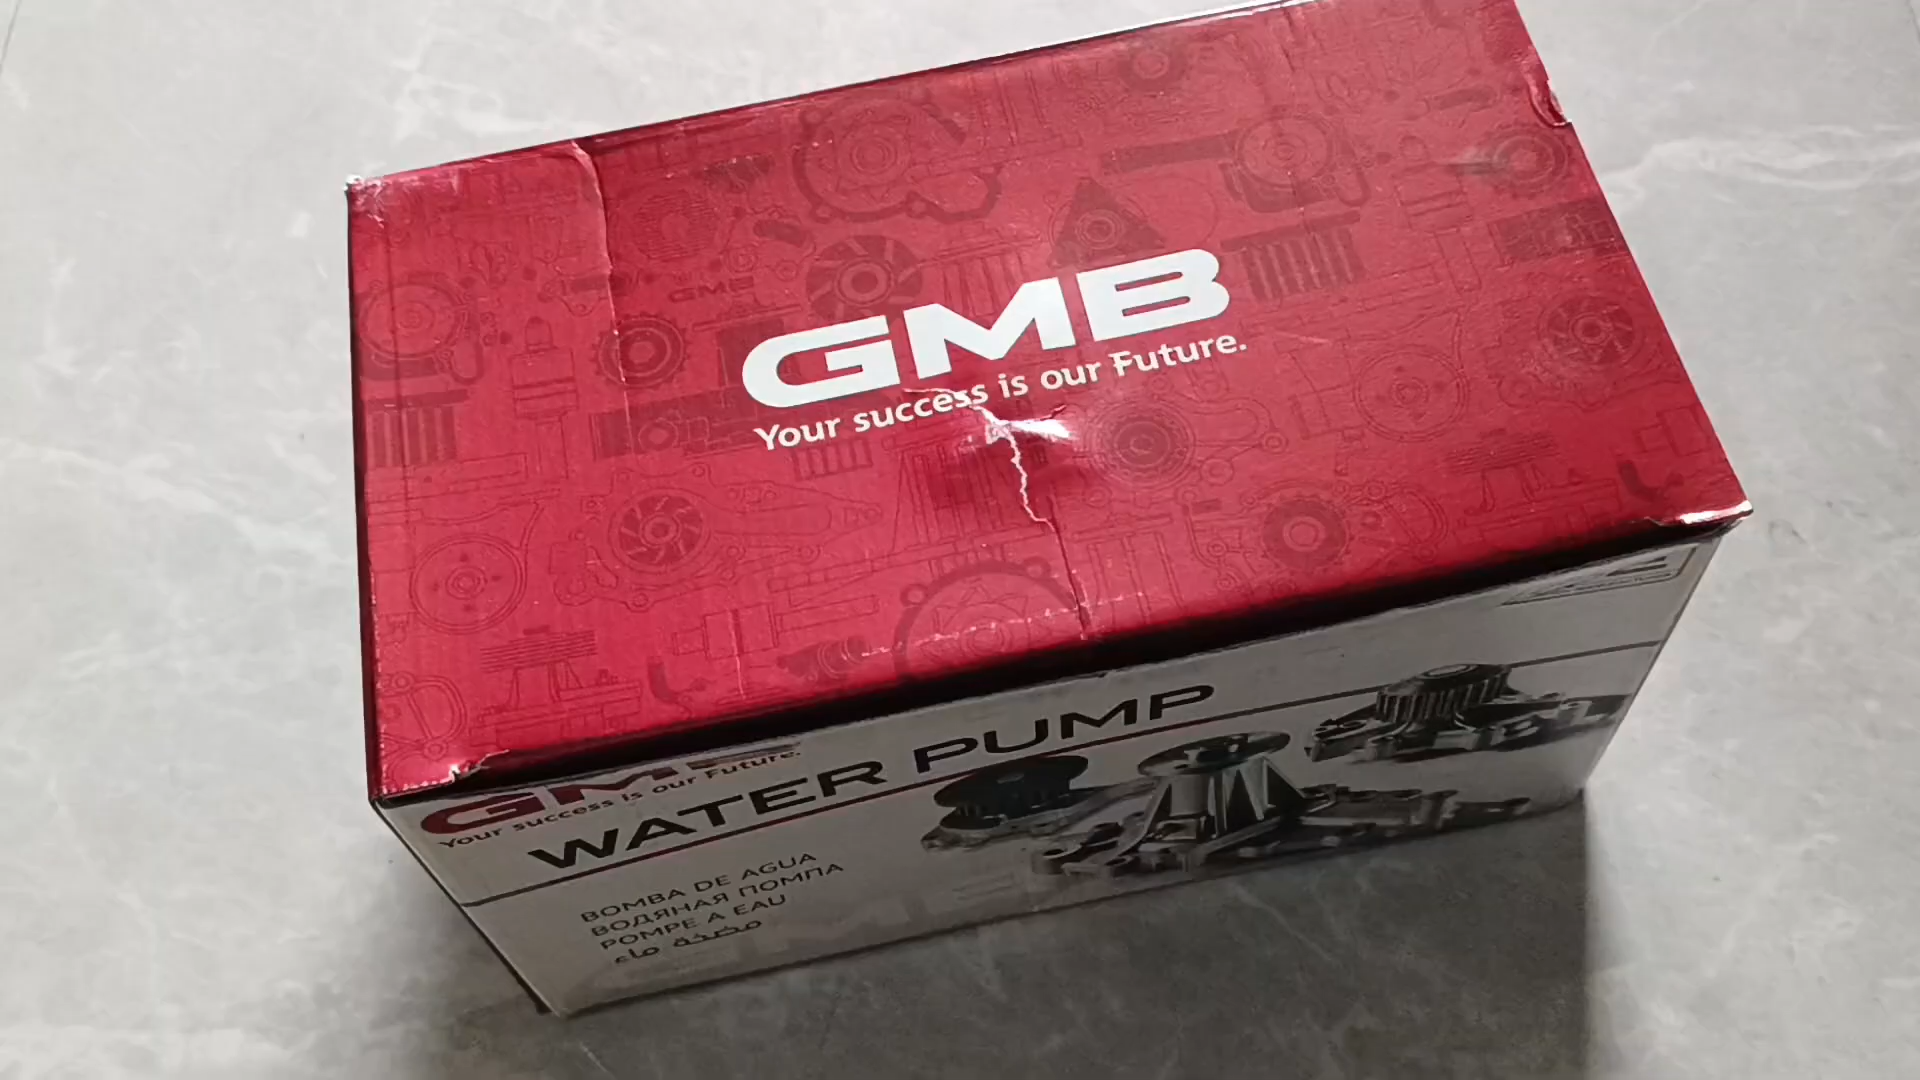 GMB
Your success is our Future.
GMB
GMB
Your success is our Future.
WATER PUMP
BOMBA DE AGUA
ВОДЯНАЯ ПОМПА
POMPE A EAU
مضخة ماء